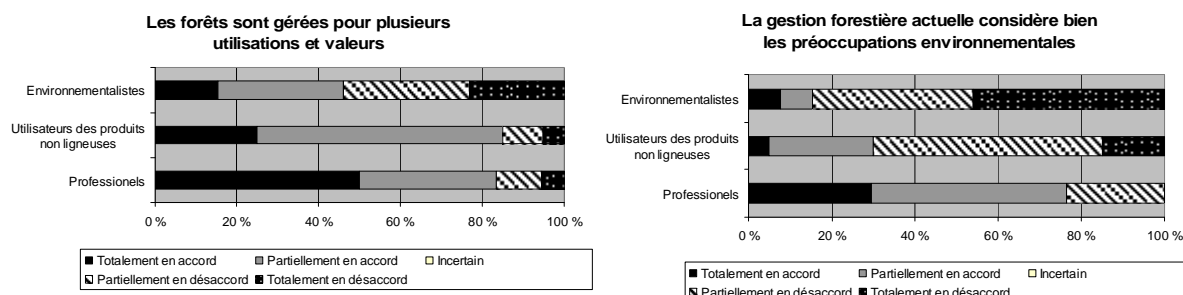 Les forêts sont gérées pour plusieurs
utilisations et valeurs
Environnementalistes
Utilisateurs des produits
non ligneuses
Professionels
0 % 20 % 40 % 60 % 80 % 100 %
Totalement en accord Partiellement en accord Incertain
Partiellement en désaccord Totalement en désaccord
La gestion forestière actuelle considère bien
les préoccupations environnementales
Environnementalistes
Utilisateurs des produits
non ligneuses
Professionels
0 % 20 % 40 % 60 % 80 % 100 %
Totalement en accord Partiellement en accord Incertain
Partiellement en désaccord Totalement en désaccord